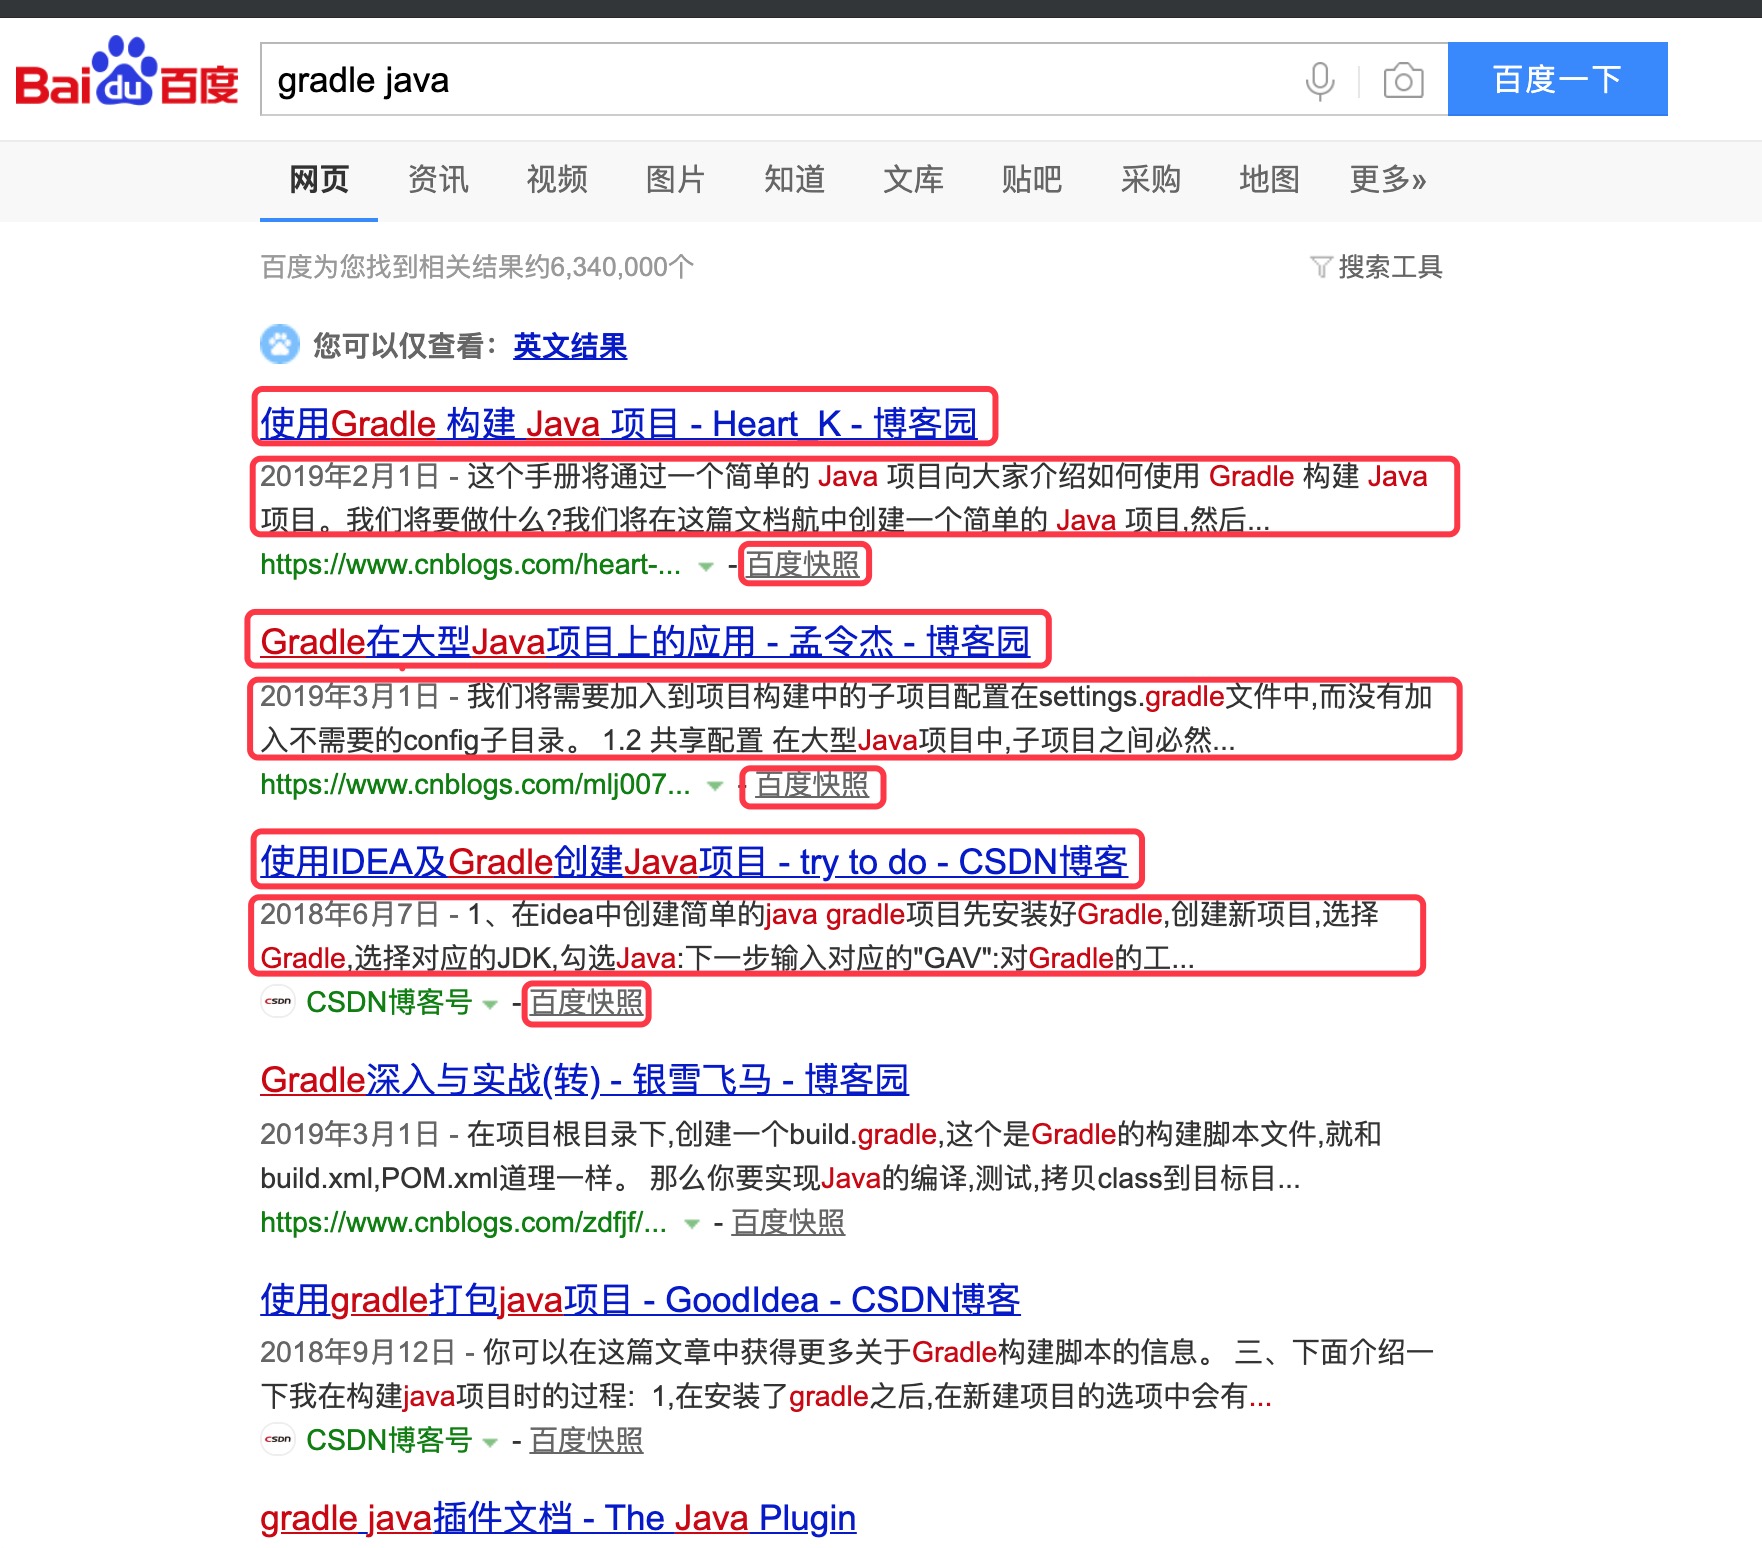 Bai du 百度
gradle java
百度一下
网页 资讯 视频 图片 知道 文库 贴吧 采购 地图 更多»
百度为您找到相关结果约6,340,000个
搜索工具
您可以仅查看：英文结果
使用Gradle 构建 Java 项目 - Heart_K - 博客园
2019年2月1日 - 这个手册将通过一个简单的 Java 项目向大家介绍如何使用 Gradle 构建 Java
项目。我们将要做什么?我们将在这篇文档航中创建一个简单的 Java 项目,然后...
https://www.cnblogs.com/heart-... - 百度快照
Gradle在大型Java项目上的应用 - 孟令杰 - 博客园
2019年3月1日 - 我们将需要加入到项目构建中的子项目配置在settings.gradle文件中,而没有加
入不需要的config子目录。 1.2 共享配置 在大型Java项目中,子项目之间必然...
https://www.cnblogs.com/mlj007... - 百度快照
使用IDEA及Gradle创建Java项目 - try to do - CSDN博客
2018年6月7日 - 1、在idea中创建简单的java gradle项目先安装好Gradle,创建新项目,选择
Gradle,选择对应的JDK,勾选Java:下一步输入对应的"GAV":对Gradle的工...
CSDN CSDN博客号 - 百度快照
Gradle深入与实战(转) - 银雪飞马 - 博客园
2019年3月1日 - 在项目根目录下,创建一个build.gradle,这个是Gradle的构建脚本文件,就和
build.xml,POM.xml道理一样。 那么你要实现Java的编译,测试,拷贝class到目标目...
https://www.cnblogs.com/zdfjf/... - 百度快照
使用gradle打包java项目 - GoodIdea - CSDN博客
2018年9月12日 - 你可以在这篇文章中获得更多关于Gradle构建脚本的信息。 三、下面介绍一
下我在构建java项目时的过程: 1,在安装了gradle之后,在新建项目的选项中会有...
CSDN CSDN博客号 - 百度快照
gradle java插件文档 - The Java Plugin